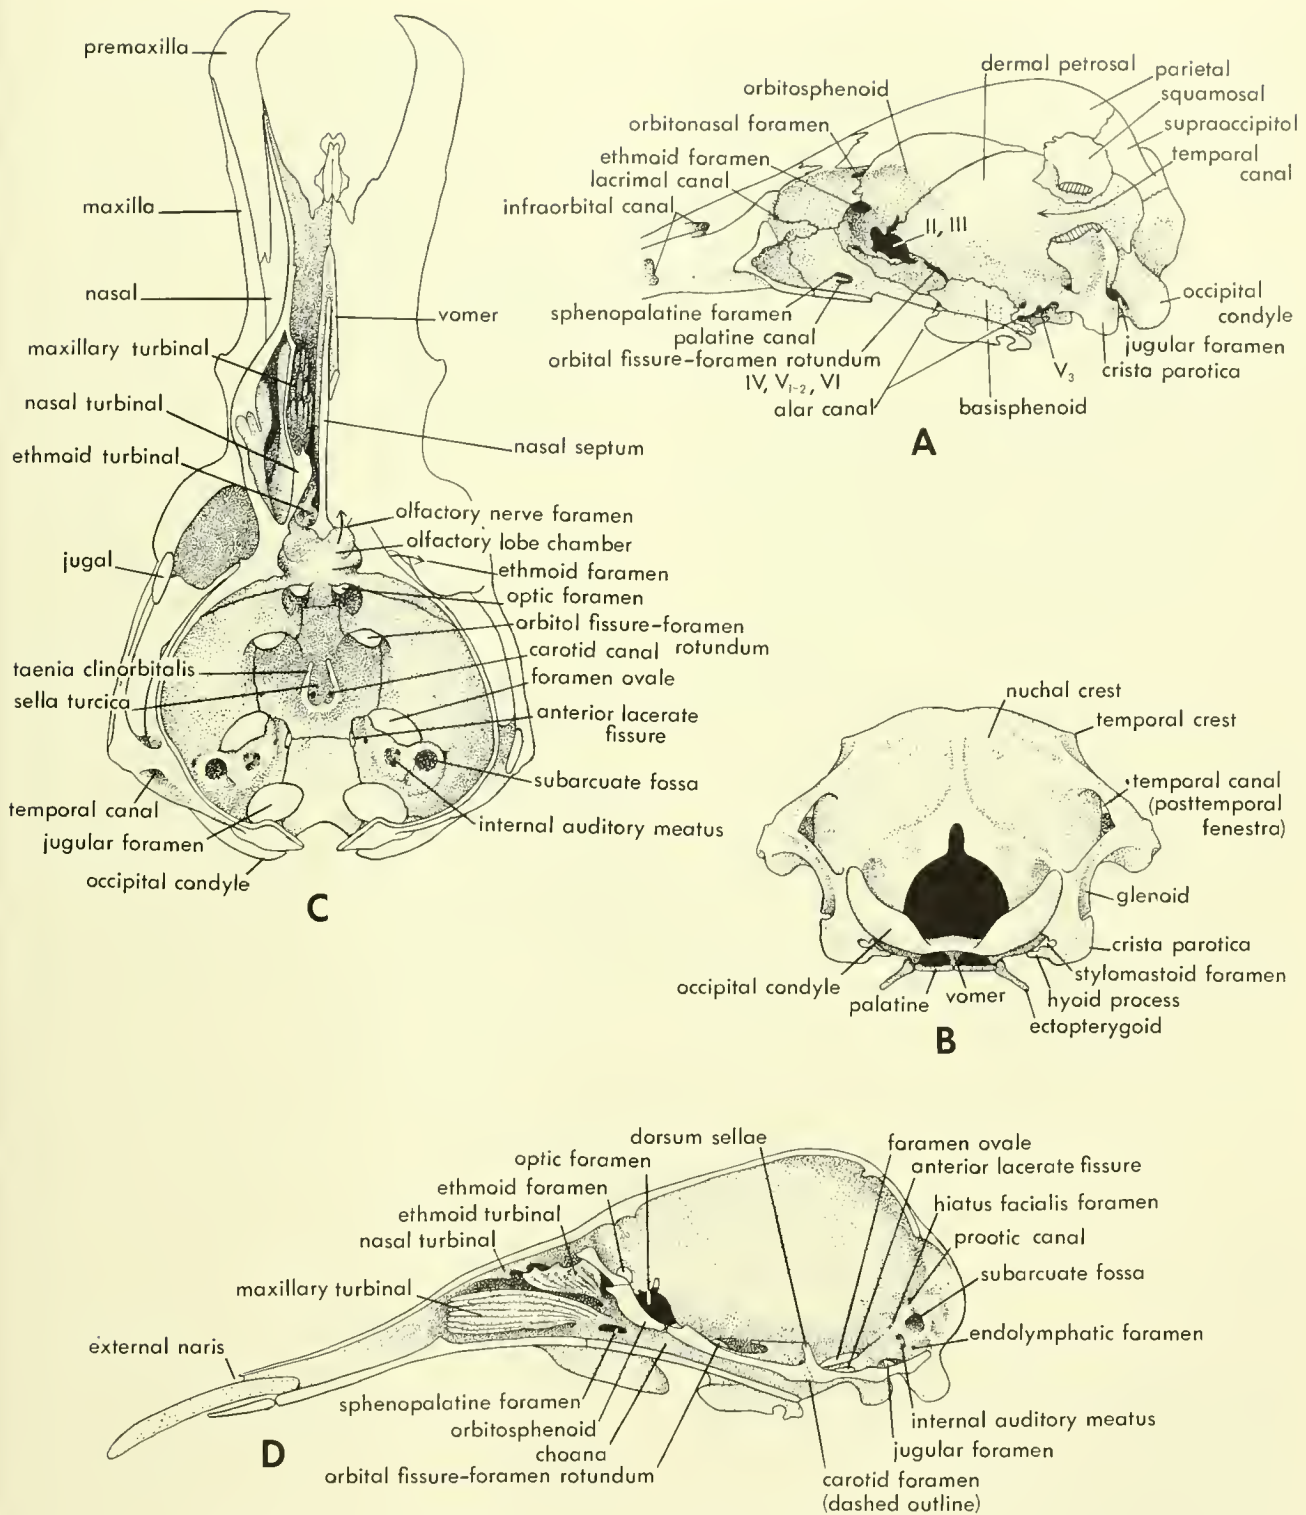 premaxilla
maxilla
nasal
maxillary turbinal
nasal turbinal
ethmoid turbinal
jugal
taenia clinorbitalis
sella turcica
temporal canal
jugular foramen
occipital condyle
vomer
nasal septum
olfactory nerve foramen
olfactory lobe chamber
ethmoid foramen
optic foramen
orbitol fissure-foramen
rotundum
carotid canal
foramen ovale
anterior lacerate
fissure
subarcuate fossa
internal auditory meatus
C
dermal petrosal
parietal
orbitosphenoid
squamosal
orbitonasal foramen
supraoccipitol
ethmoid foramen
temporal
canal
lacrimal canal
infraorbital canal
II, III
sphenopalatine foramen
palatine canal
orbital fissure-foramen rotundum
IV, V1-2, VI
alar canal
basisphenoid
V3
occipital
condyle
jugular foramen
crista parotica
A
nuchal crest
temporal crest
temporal canal
(posttemporal
fenestra)
glenoid
crista parotica
stylomastoid foramen
hyoid process
ectopterygoid
occipital condyle
palatine
vomer
B
dorsum sellae
optic foramen
ethmoid foramen
ethmoid turbinal
nasal turbinal
maxillary turbinal
external naris
foramen ovale
anterior lacerate fissure
hiatus facialis foramen
prootic canal
subarcuate fossa
endolymphatic foramen
internal auditory meatus
jugular foramen
carotid foramen
(dashed outline)
sphenopalatine foramen
orbitosphenoid
choana
orbital fissure-foramen rotundum
D